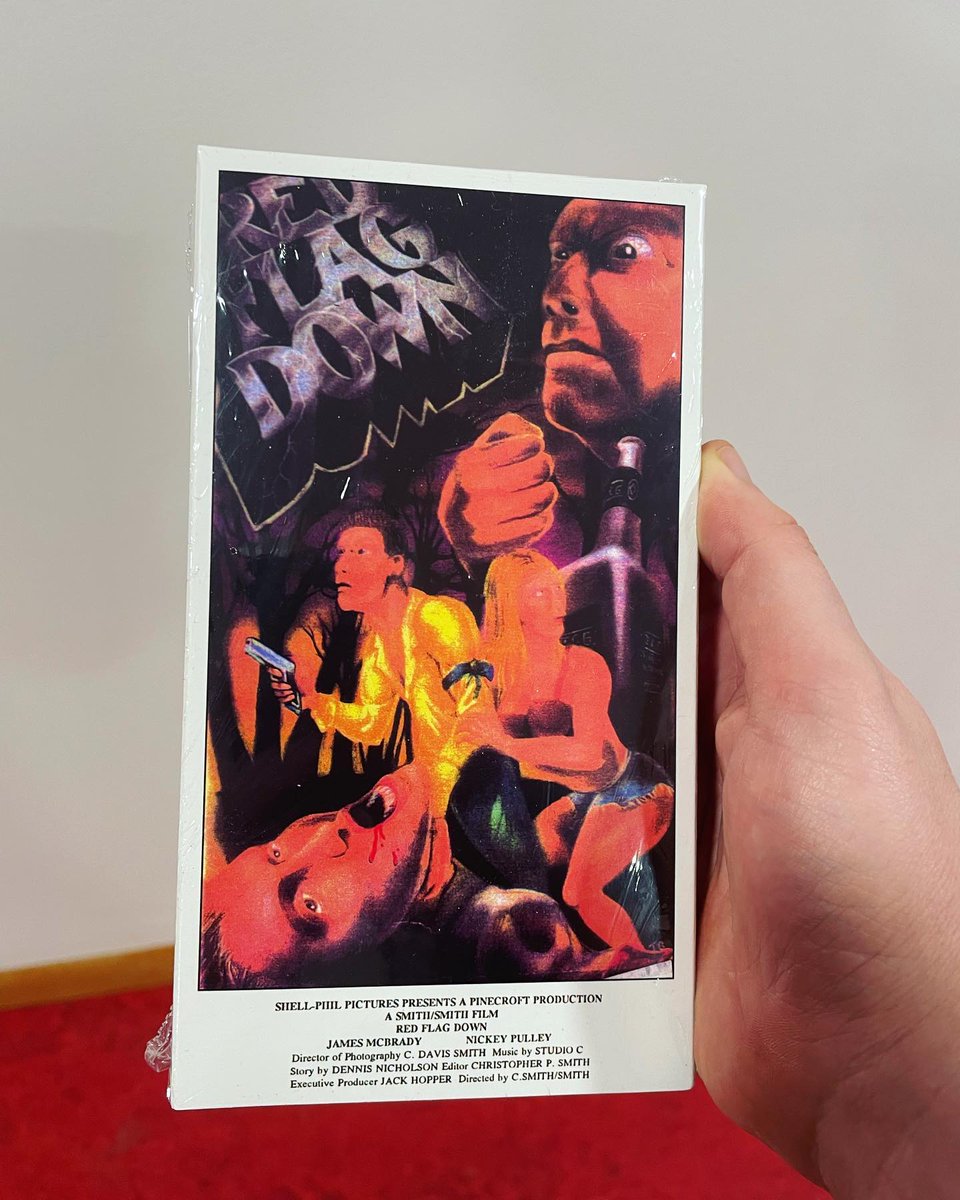 RED
FLAG
DOWN
SHELL-PHIL PICTURES PRESENTS A PINECROFT PRODUCTION
A SMITH/SMITH FILM
RED FLAG DOWN
JAMES MCBRADY NICKEY PULLEY
Director of Photography C. DAVIS SMITH Music by STUDIO C
Story by DENNIS NICHOLSON Editor CHRISTOPHER P. SMITH
Executive Producer JACK HOPPER Directed by C.SMITH/SMITH